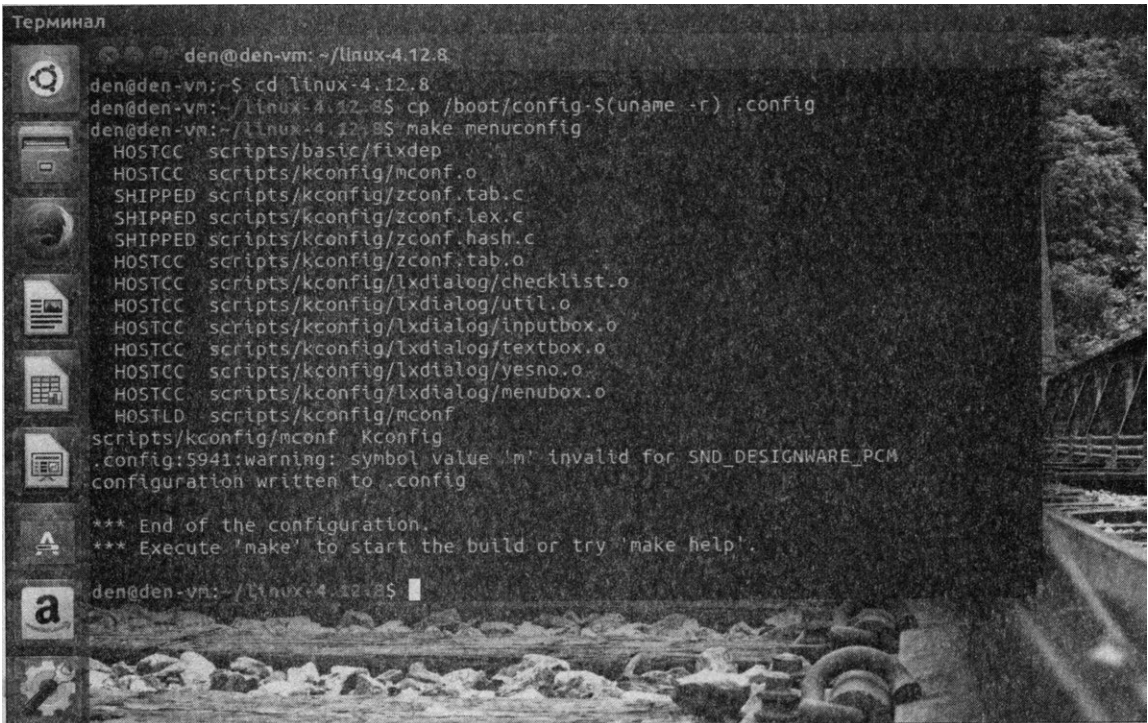 Терминал
den@den-vm: ~/linux-4.12.8
den@den-vm:~$ cd linux-4.12.8
den@den-vm:~/linux-4.12.8$ cp /boot/config-$(uname -r) .config
den@den-vm:~/linux-4.12.8$ make menuconfig
HOSTCC scripts/basic/fixdep
HOSTCC scripts/kconfig/mconf.o
SHIPPED scripts/kconfig/zconf.tab.c
SHIPPED scripts/kconfig/zconf.lex.c
SHIPPED scripts/kconfig/zconf.hash.c
HOSTCC scripts/kconfig/zconf.tab.o
HOSTCC scripts/kconfig/lxdialog/checklist.o
HOSTCC scripts/kconfig/lxdialog/util.o
HOSTCC scripts/kconfig/lxdialog/inputbox.o
HOSTCC scripts/kconfig/lxdialog/textbox.o
HOSTCC scripts/kconfig/lxdialog/yesno.o
HOSTCC scripts/kconfig/lxdialog/menubox.o
HOSTLD scripts/kconfig/mconf
scripts/kconfig/mconf Kconfig
.config:5941:warning: symbol value 'm' invalid for SND_DESIGNWARE_PCM
configuration written to .config
*** End of the configuration.
*** Execute 'make' to start the build or try 'make help'.
den@den-vm:~/linux-4.12.8$
a